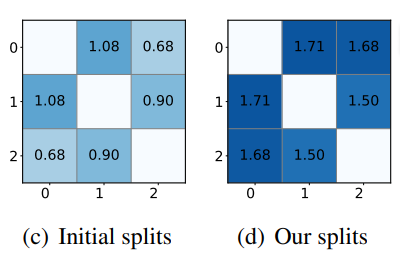 0 1.08 0.68 0 1.71 1.68
1 1.08 0.90 1 1.71 1.50
2 0.68 0.90 2 1.68 1.50
0 1 2 0 1 2
(c) Initial splits (d) Our splits